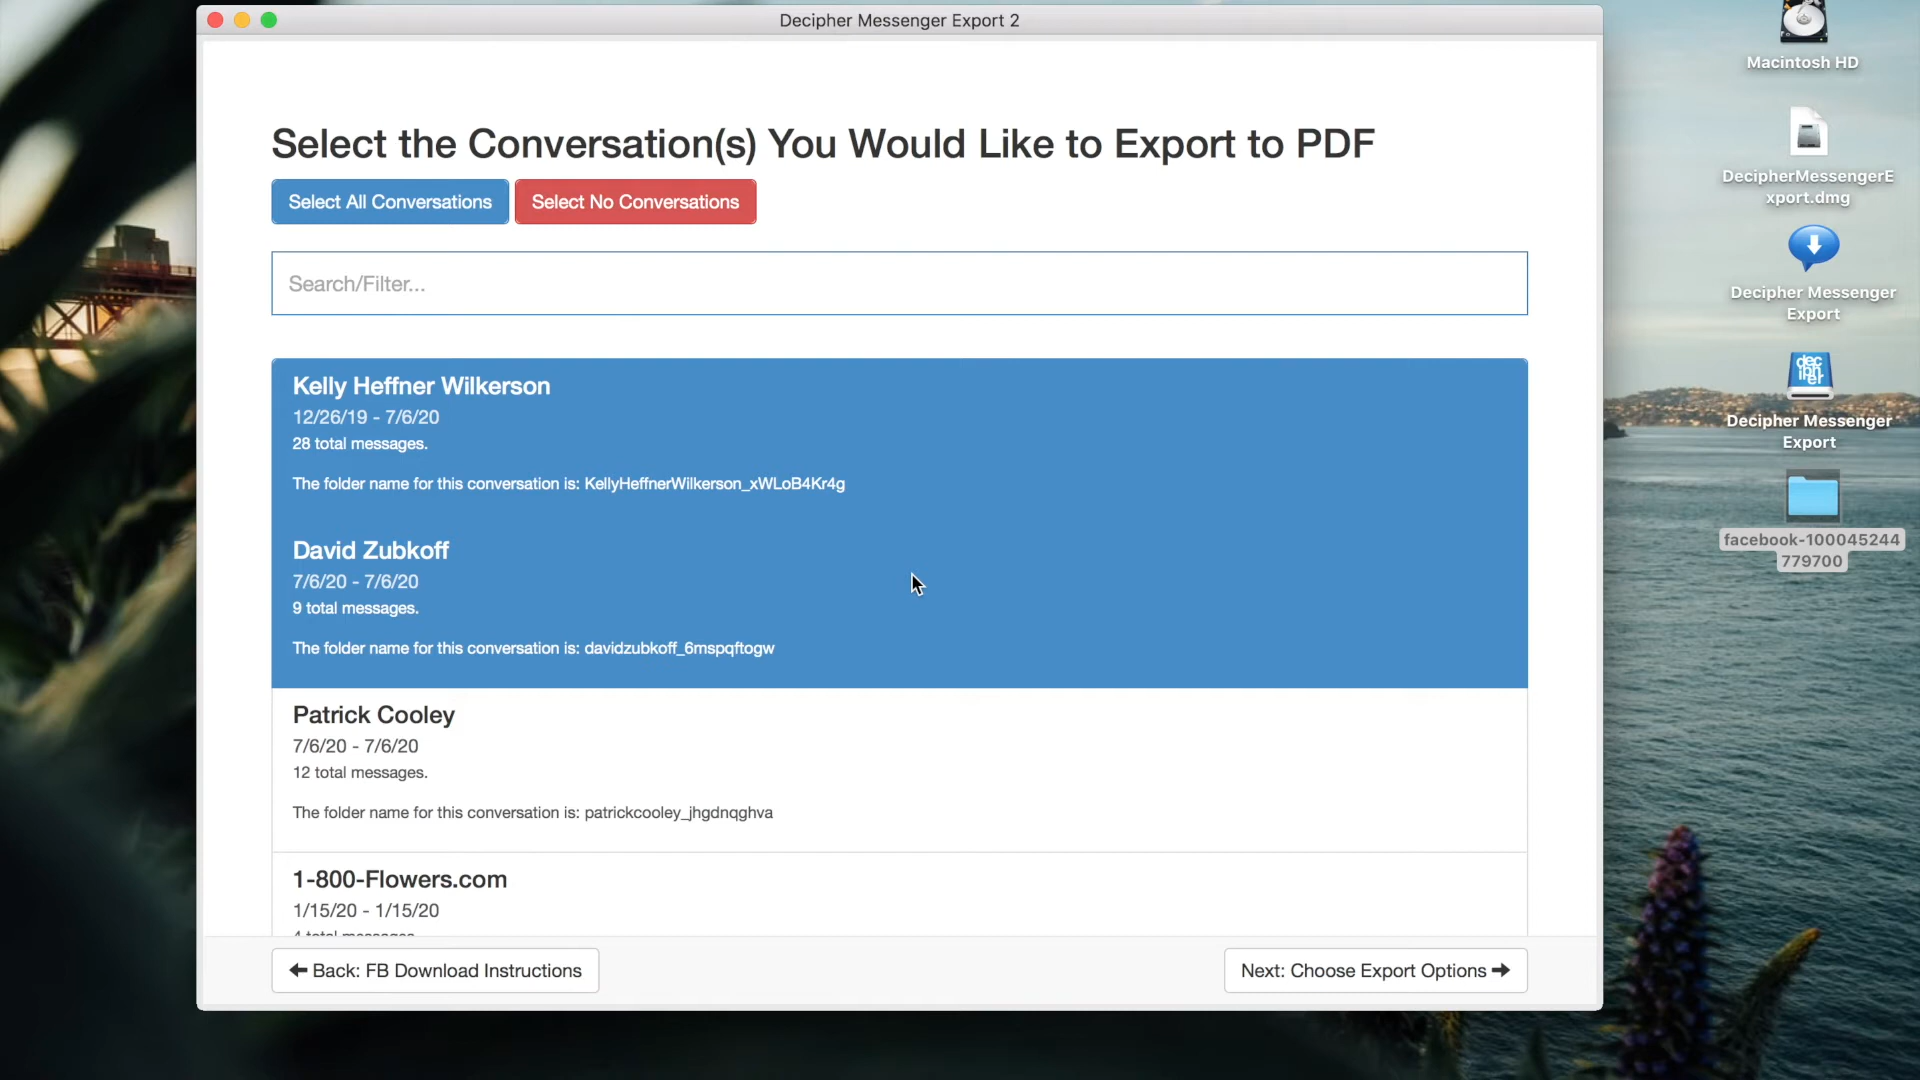 Decipher Messenger Export 2
Select the Conversation(s) You Would Like to Export to PDF
Select All Conversations
Select No Conversations
Search/Filter...
Kelly Heffner Wilkerson
12/26/19 - 7/6/20
28 total messages.
The folder name for this conversation is: KellyHeffnerWilkerson_xWLoB4Kr4g
David Zubkoff
7/6/20 - 7/6/20
9 total messages.
The folder name for this conversation is: davidzubkoff_6mspqftogw
Patrick Cooley
7/6/20 - 7/6/20
12 total messages.
The folder name for this conversation is: patrickcooley_jhgdnqghva
1-800-Flowers.com
1/15/20 - 1/15/20
4 total messages.
Back: FB Download Instructions
Next: Choose Export Options
Macintosh HD
DecipherMessengerE
xport.dmg
Decipher Messenger
Export
decipher
Decipher Messenger
Export
facebook-100045244
779700